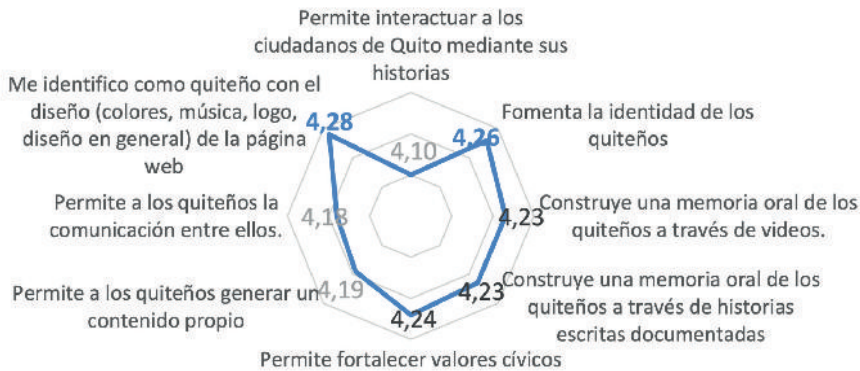 Permite interactuar a los
ciudadanos de Quito mediante sus
historias
4,10
Fomenta la identidad de los
quiteños
4,26
Construye una memoria oral de los
quiteños a través de videos.
4,23
Construye una memoria oral de los
quiteños a través de historias
escritas documentadas
4,23
Permite fortalecer valores cívicos
4,24
Permite a los quiteños generar un
contenido propio
4,19
Permite a los quiteños la
comunicación entre ellos.
4,18
Me identifico como quiteño con el
diseño (colores, música, logo,
diseño en general) de la página
web
4,28